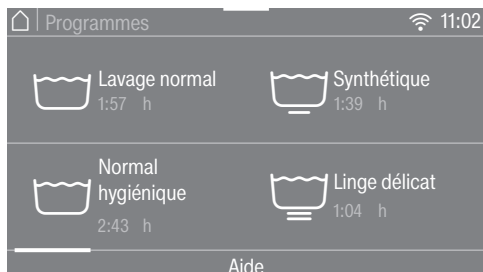 Programmes
11:02
Lavage normal
1:57 h
Synthétique
1:39 h
Normal
hygiénique
2:43 h
Linge délicat
1:04 h
Aide